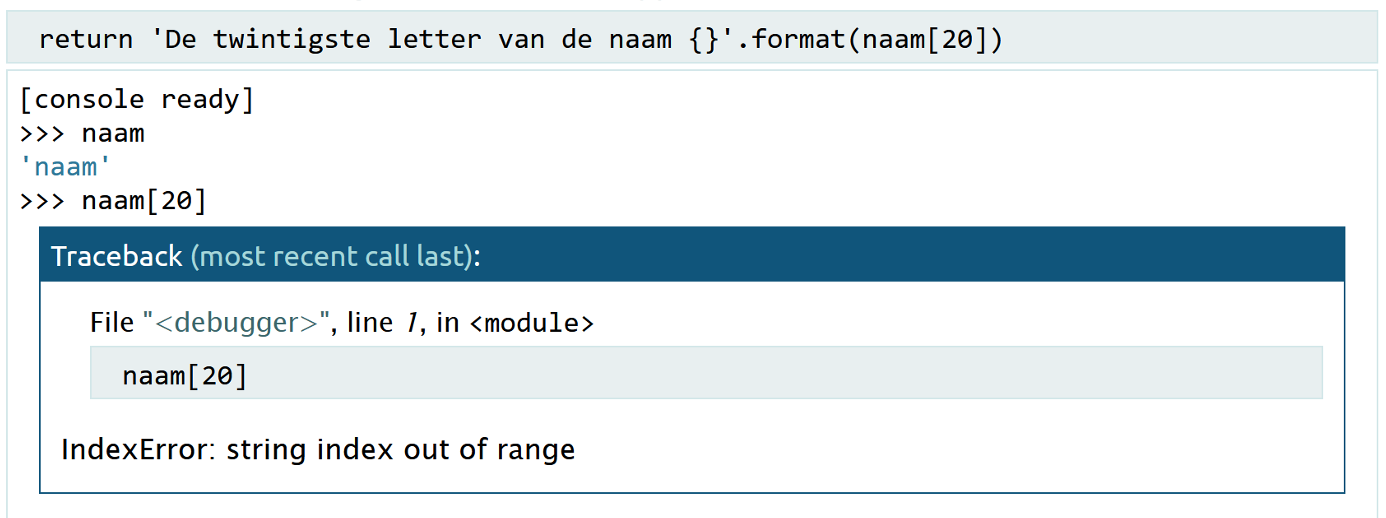 return 'De twintigste letter van de naam {}'.format(naam[20])
[console ready]
>>> naam
'naam'
>>> naam[20]
Traceback (most recent call last):
File "<debugger>", line 1, in <module>
naam[20]
IndexError: string index out of range